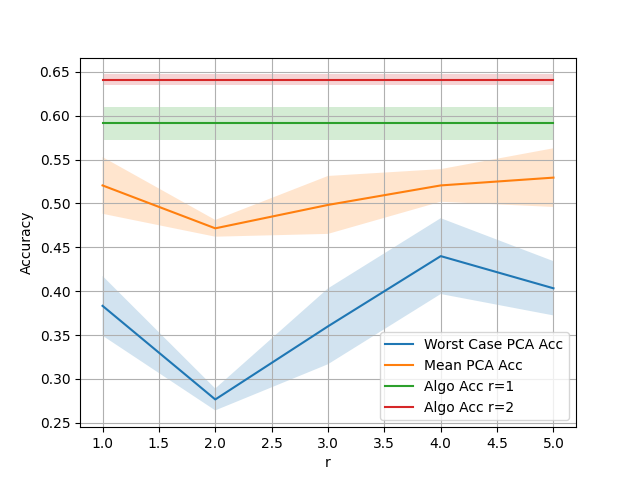 0.65
0.60
0.55
0.50
0.45
0.40
0.35
0.30
0.25
Accuracy
Worst Case PCA Acc
Mean PCA Acc
Algo Acc r=1
Algo Acc r=2
1.0 1.5 2.0 2.5 3.0 3.5 4.0 4.5 5.0
r